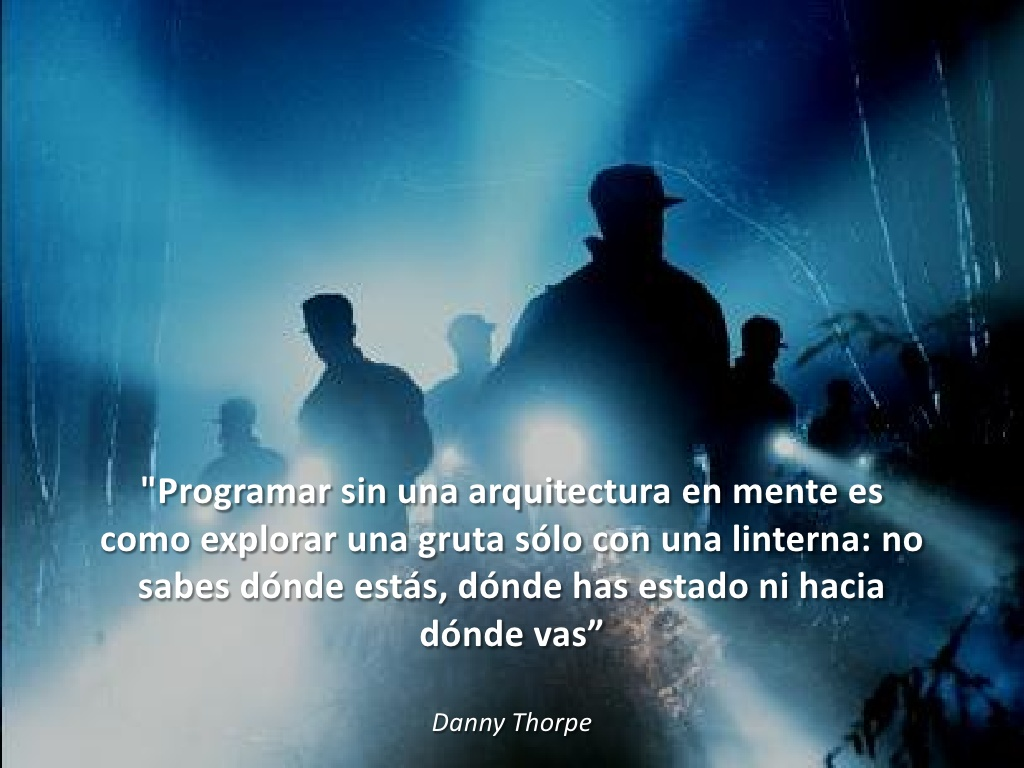 "Programar sin una arquitectura en mente es
como explorar una gruta sólo con una linterna: no
sabes dónde estás, dónde has estado ni hacia
dónde vas”
Danny Thorpe